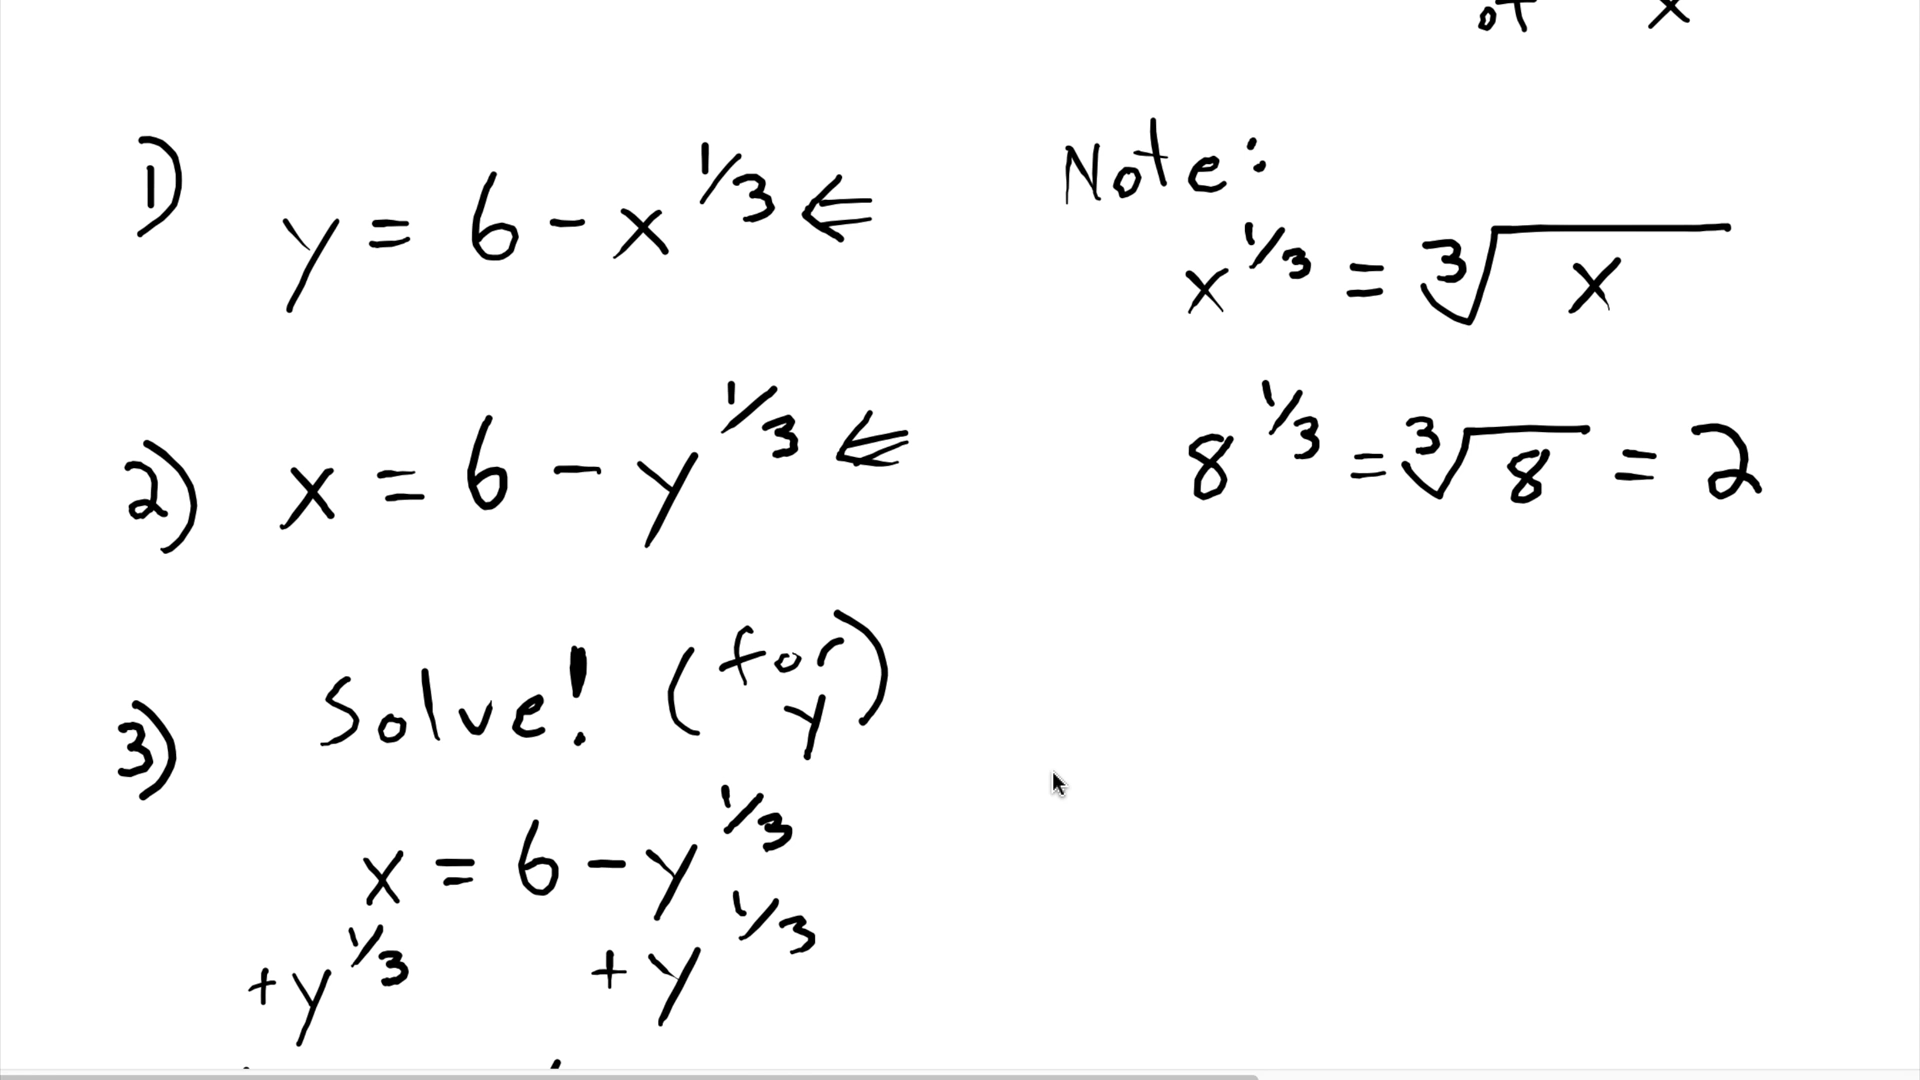 of x
1) y = 6 - x^1/3 ⇐
2) x = 6 - y^1/3 ⇐
3) Solve! (for y)
x = 6 - y^1/3
+y^1/3 +y^1/3
Note:
x^1/3 = ∛x
8^1/3 = ∛8 = 2